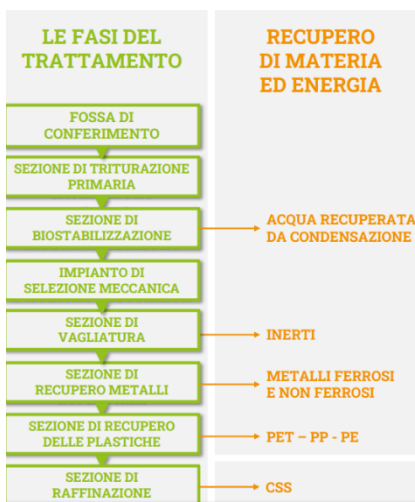 LE FASI DEL
TRATTAMENTO
RECUPERO
DI MATERIA
ED ENERGIA
FOSSA DI
CONFERIMENTO
SEZIONE DI TRITURAZIONE
PRIMARIA
SEZIONE DI
BIOSTABILIZZAZIONE
ACQUA RECUPERATA
DA CONDENSAZIONE
IMPIANTO DI
SELEZIONE MECCANICA
SEZIONE DI
VAGLIATURA
INERTI
SEZIONE DI
RECUPERO METALLI
METALLI FERROSI
E NON FERROSI
SEZIONE DI RECUPERO
DELLE PLASTICHE
PET – PP - PE
SEZIONE DI
RAFFINAZIONE
CSS